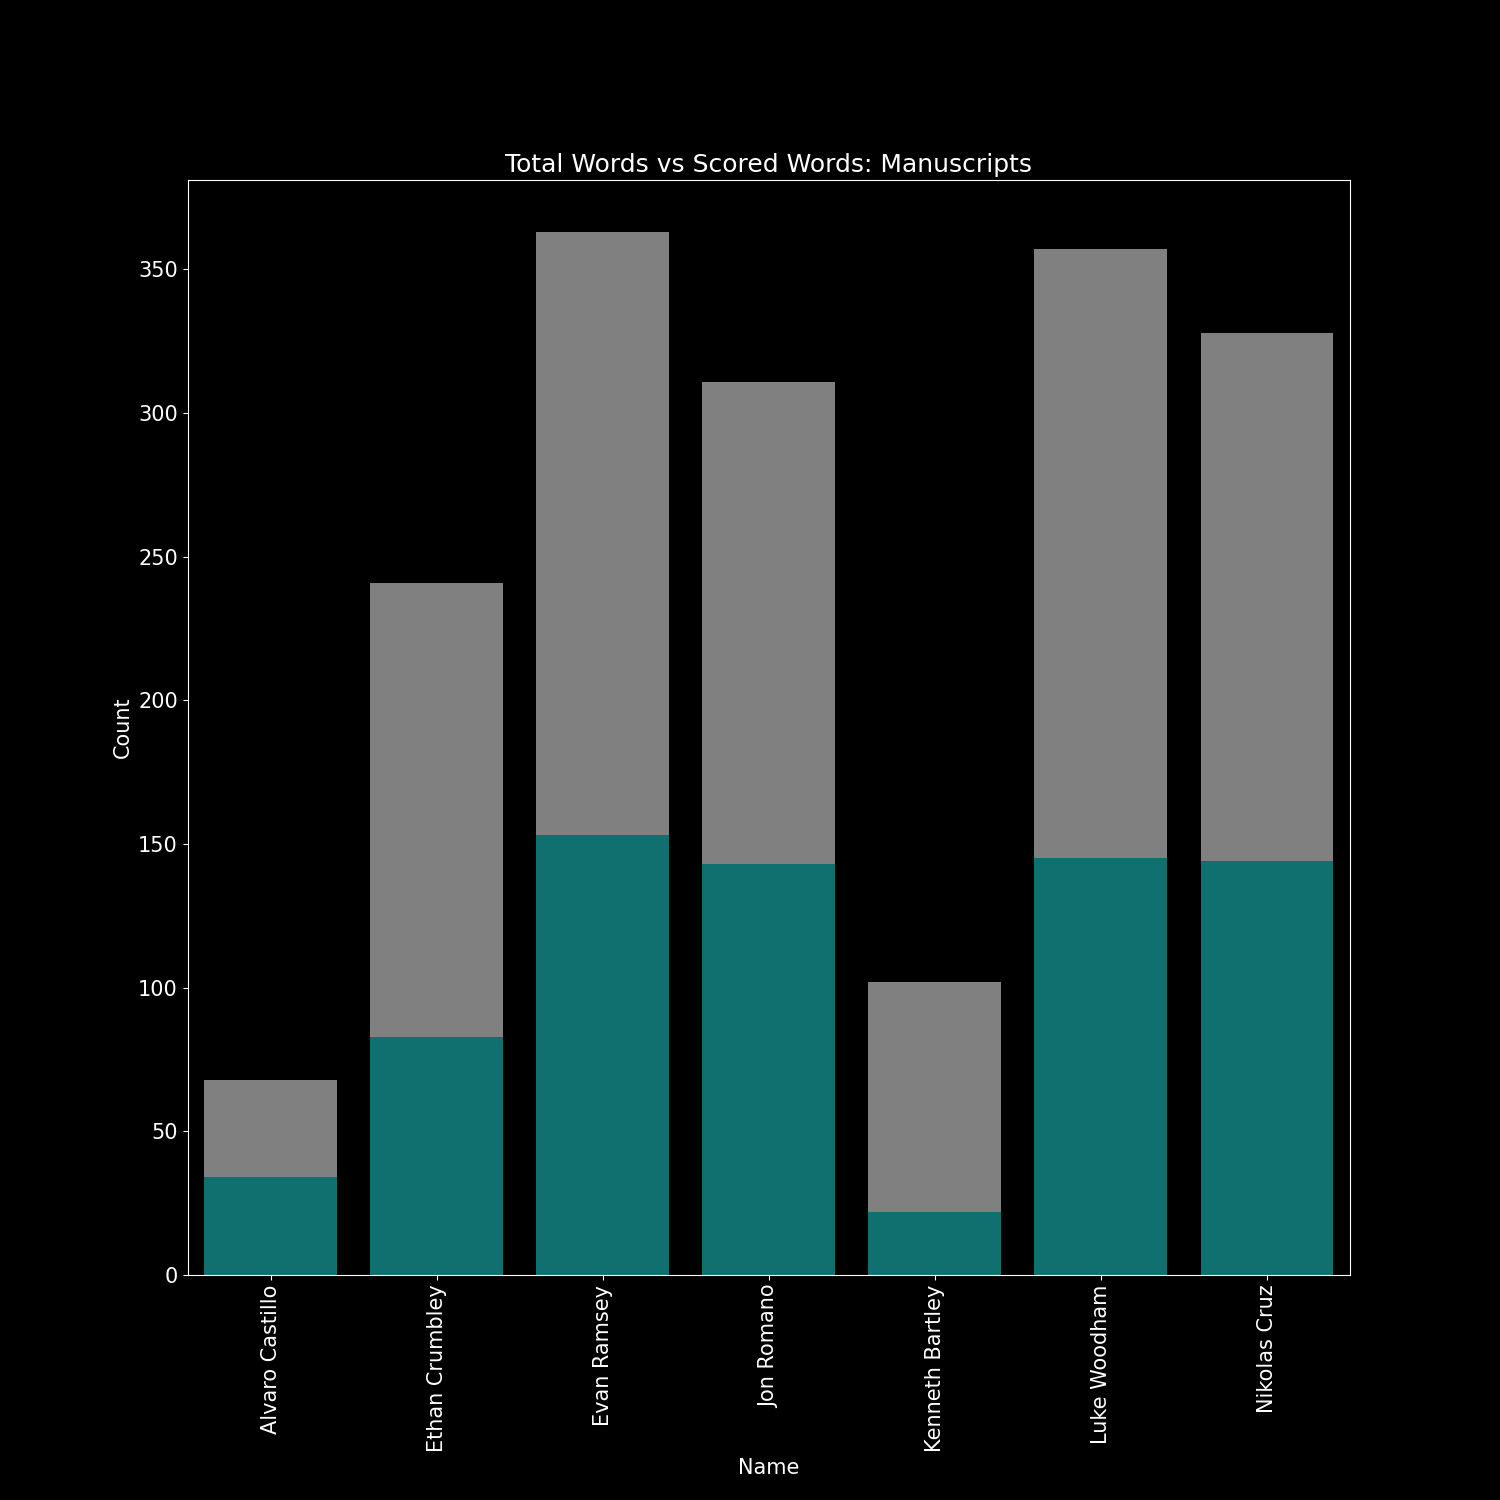 Total Words vs Scored Words: Manuscripts
Count
350
300
250
200
150
100
50
0
Alvaro Castillo
Ethan Crumbley
Evan Ramsey
Jon Romano
Kenneth Bartley
Luke Woodham
Nikolas Cruz
Name